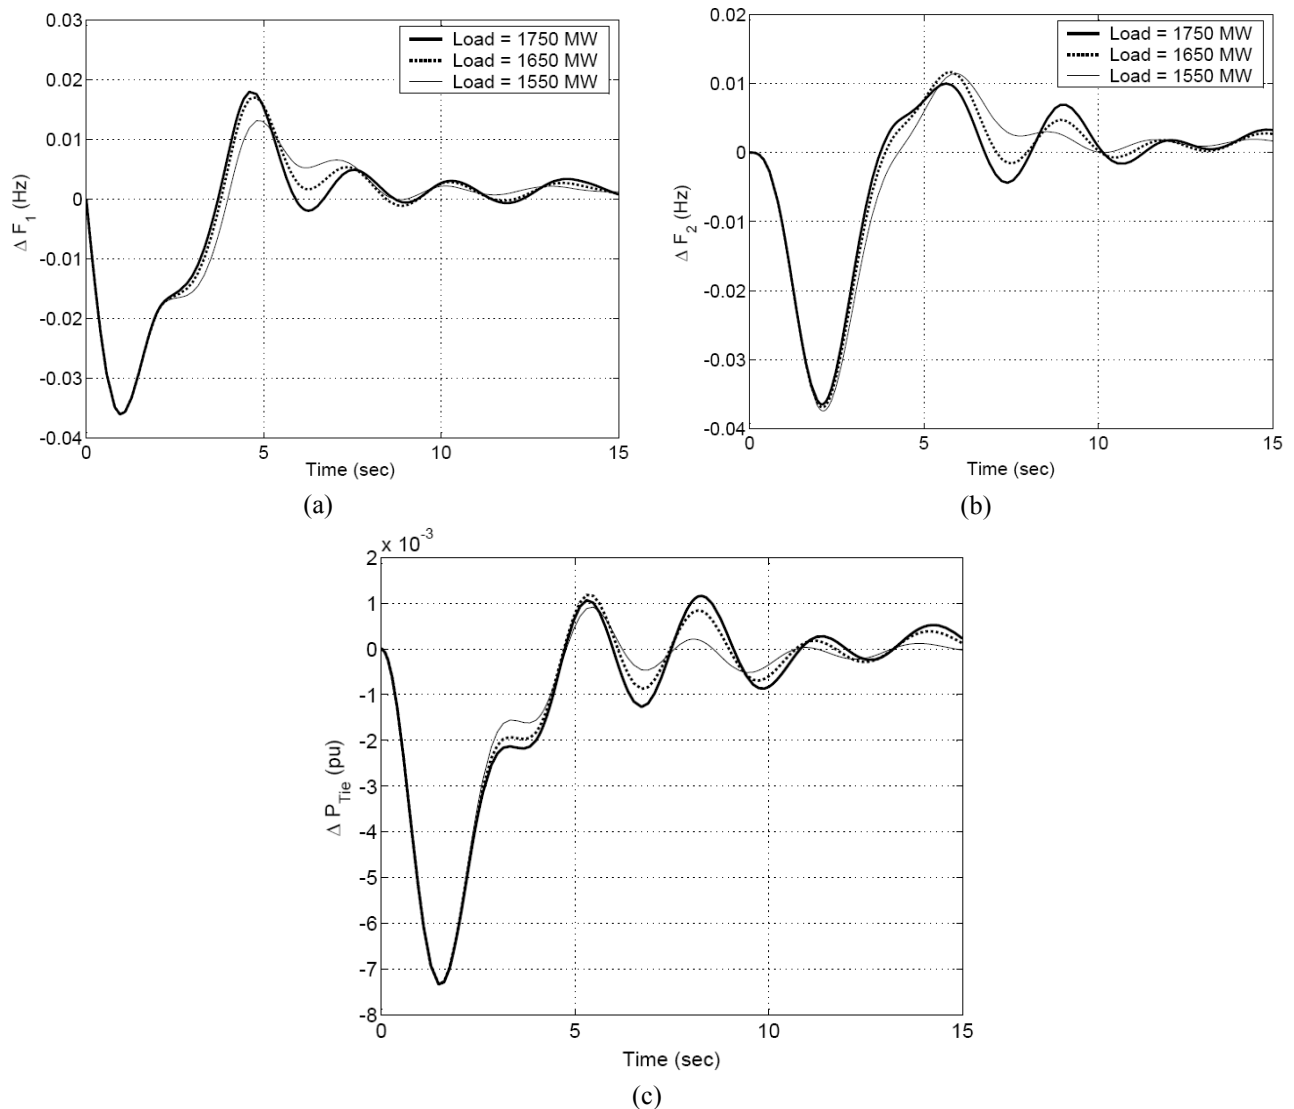 0.03
0.02
0.01
0
-0.01
-0.02
-0.03
-0.04
Δ F1 (Hz)
Load = 1750 MW
Load = 1650 MW
Load = 1550 MW
0 5 10 15
Time (sec)
(a)
0.02
0.01
0
-0.01
-0.02
-0.03
-0.04
Δ F2 (Hz)
Load = 1750 MW
Load = 1650 MW
Load = 1550 MW
0 5 10 15
Time (sec)
(b)
x 10-3
2
1
0
-1
-2
-3
-4
-5
-6
-7
-8
Δ PTie (pu)
0 5 10 15
Time (sec)
(c)